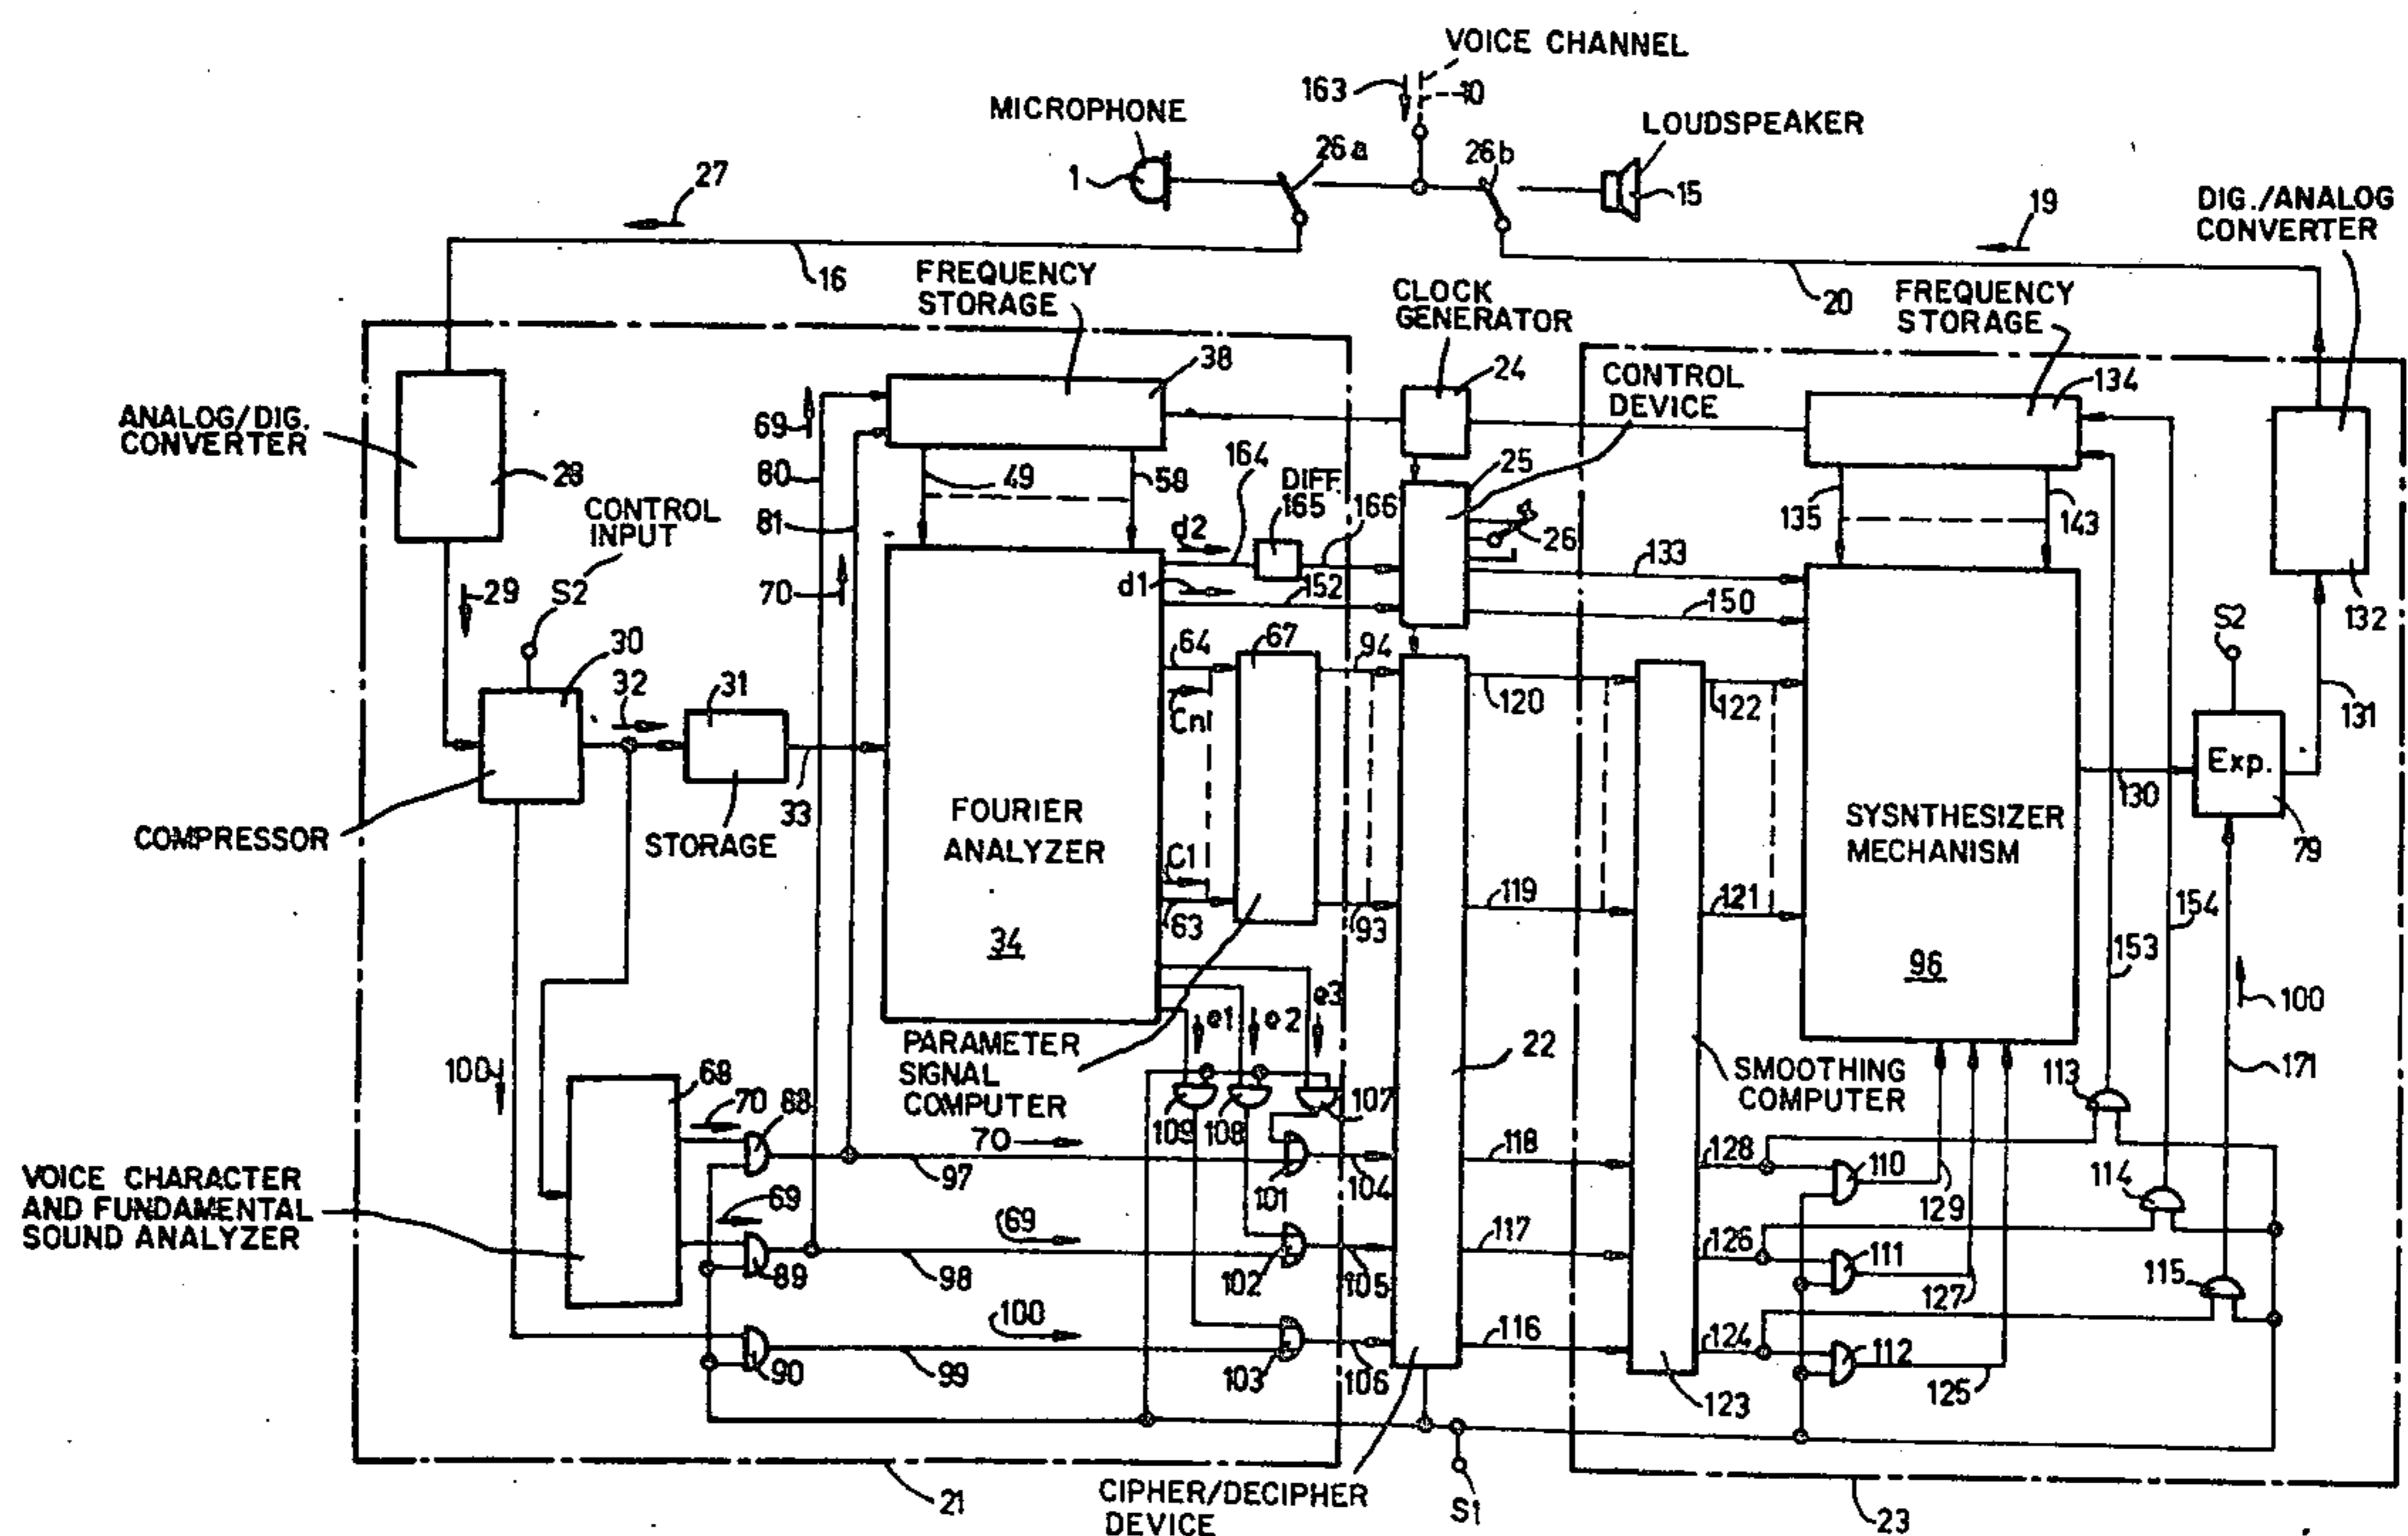 VOICE CHANNEL
163
10
MICROPHONE
LOUDSPEAKER
1
26a
26b
15
27
19
DIG./ANALOG
CONVERTER
16
20
FREQUENCY
STORAGE
CLOCK
GENERATOR
FREQUENCY
STORAGE
38
24
CONTROL
DEVICE
134
ANALOG/DIG.
CONVERTER
28
69
80
81
70
49
58
164
DIFF.
165
166
25
26
135
143
132
CONTROL
INPUT
S2
29
d2
d1
152
133
150
30
32
31
33
64
Cn1
67
94
120
122
S2
131
COMPRESSOR
STORAGE
FOURIER
ANALYZER
34
C1
63
93
119
121
SYSNTHESIZER
MECHANISM
96
130
Exp.
79
153
154
100
171
e1
e2
e3
PARAMETER
SIGNAL
COMPUTER
22
SMOOTHING
COMPUTER
113
100
68
70
88
109
108
107
70
97
101
104
118
128
110
129
114
VOICE CHARACTER
AND FUNDAMENTAL
SOUND ANALYZER
69
89
98
69
102
105
117
126
111
127
115
100
90
99
103
106
116
124
112
125
123
21
CIPHER/DECIPHER
DEVICE
S1
23